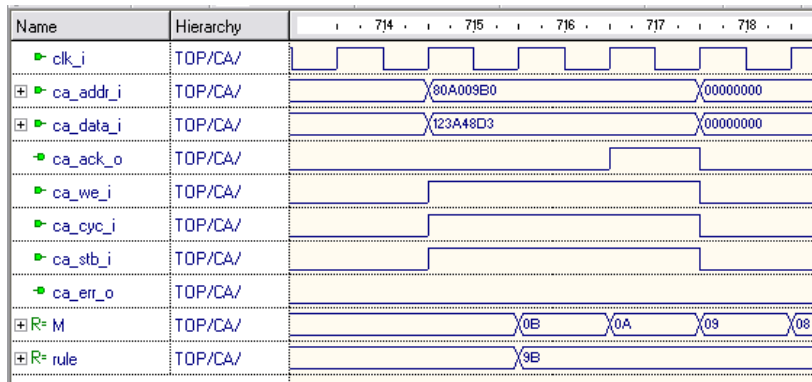 Name Hierarchy 714 715 716 717 718
clk_i TOP/CA/
ca_addr_i TOP/CA/ 80A009B0 00000000
ca_data_i TOP/CA/ 123A48D3 00000000
ca_ack_o TOP/CA/
ca_we_i TOP/CA/
ca_cyc_i TOP/CA/
ca_stb_i TOP/CA/
ca_err_o TOP/CA/
R= M TOP/CA/ 0B 0A 09 08
R= rule TOP/CA/ 9B